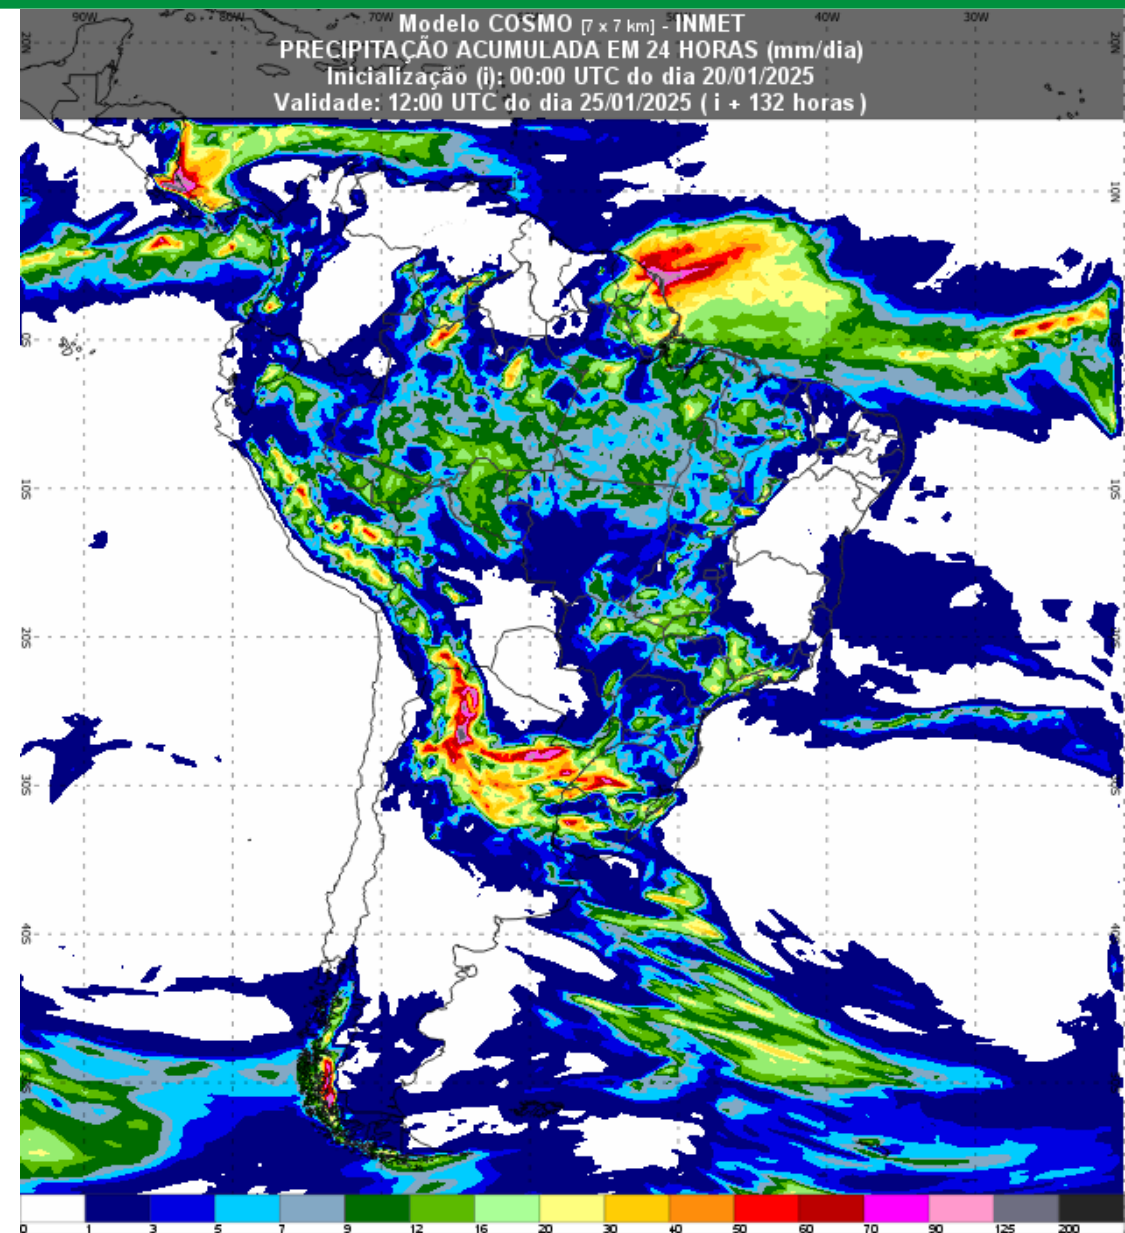 90W 80W 70W 40W 30W
Modelo COSMO [7 x 7 km] - INMET
PRECIPITAÇÃO ACUMULADA EM 24 HORAS (mm/dia)
Inicialização (i): 00:00 UTC do dia 20/01/2025
Validade: 12:00 UTC do dia 25/01/2025 ( i + 132 horas )
20N 20N
10N
10S 10S
20S
30S
40S
0 1 3 5 7 9 12 16 20 30 40 50 60 70 90 125 200